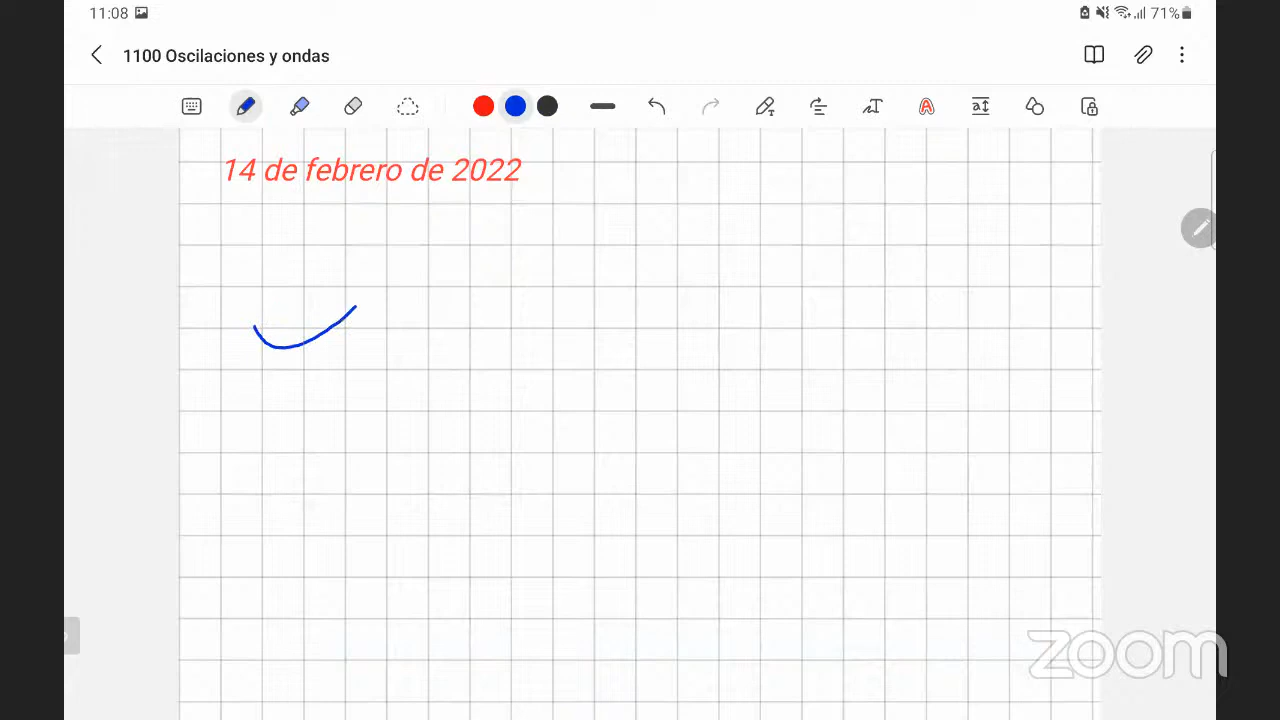 11:08
71%
1100 Oscilaciones y ondas
14 de febrero de 2022
zoom